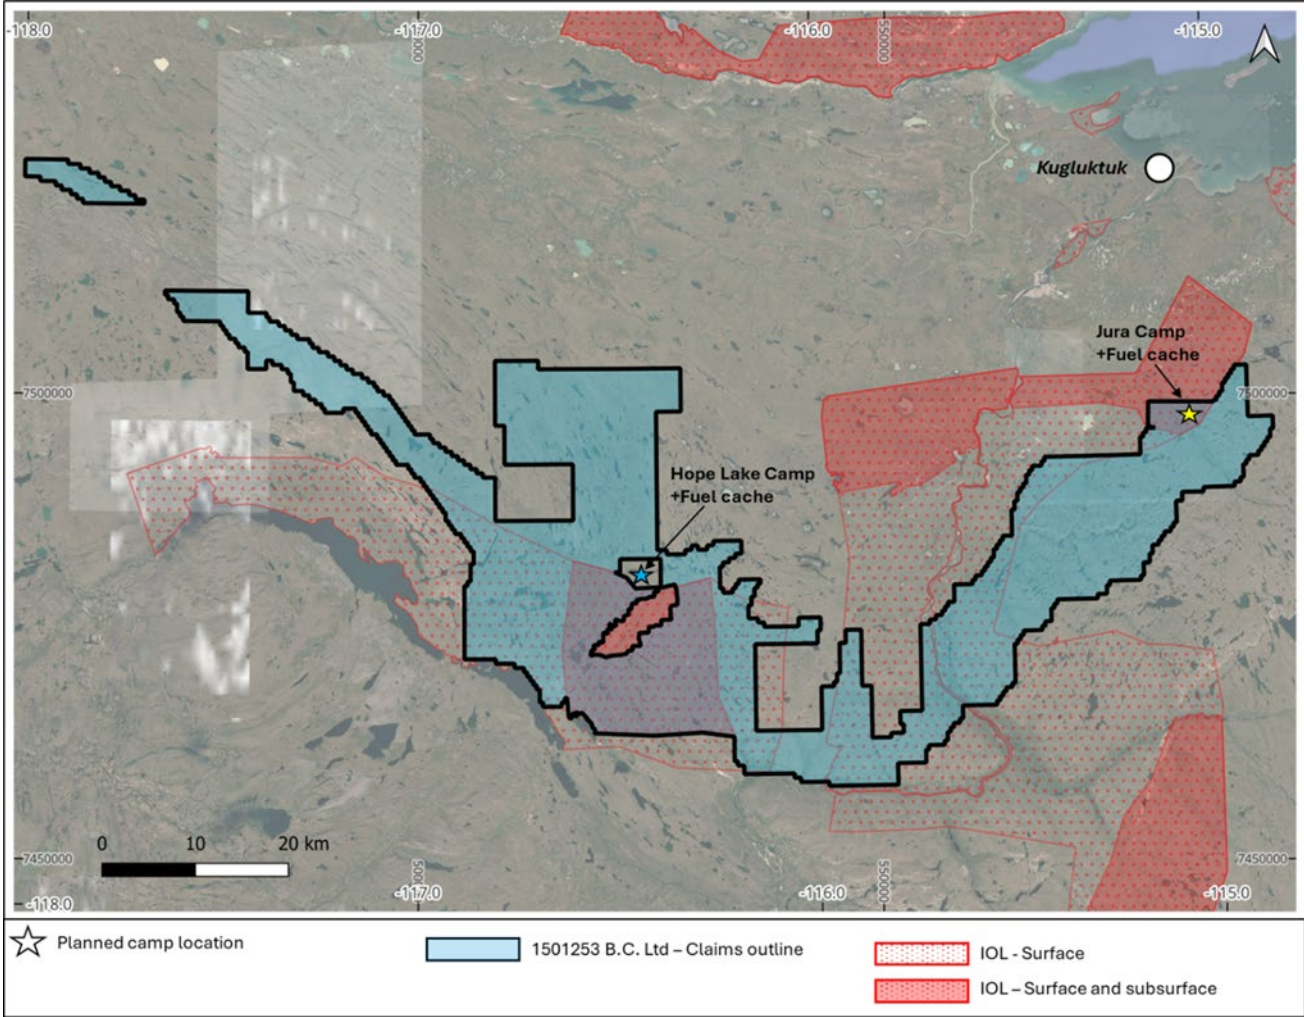 -118.0
-117.0
-116.0
-115.0
Kugluktuk
Jura Camp
+Fuel cache
7500000
7500000
Hope Lake Camp
+Fuel cache
0
10
20 km
7450000
7450000
-118.0
-117.0
-116.0
-115.0
Planned camp location
1501253 B.C. Ltd – Claims outline
IOL - Surface
IOL – Surface and subsurface